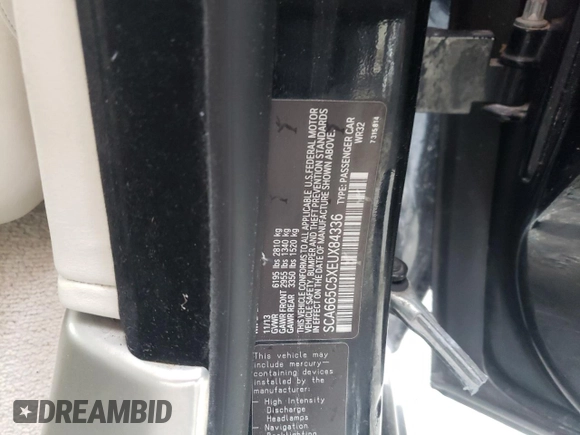 11/13
GVWR 6195 lbs 2810 kg
GAWR FRONT 2955 lbs 1340 kg
GAWR REAR 3350 lbs 1520 kg
THIS VEHICLE CONFORMS TO ALL APPLICABLE U.S.FEDERAL MOTOR
VEHICLE SAFETY, BUMPER AND THEFT PREVENTION STANDARDS
IN EFFECT ON THE DATE OF MANUFACTURE SHOWN ABOVE.
SCA665C5XEUX84336 TYPE: PASSENGER CAR
WR32
7315814
This vehicle may
include mercury-
containing devices
installed by the
manufacturer:
- High Intensity
Discharge
Headlamps
- Navigation
Backlighting
DREAMBID